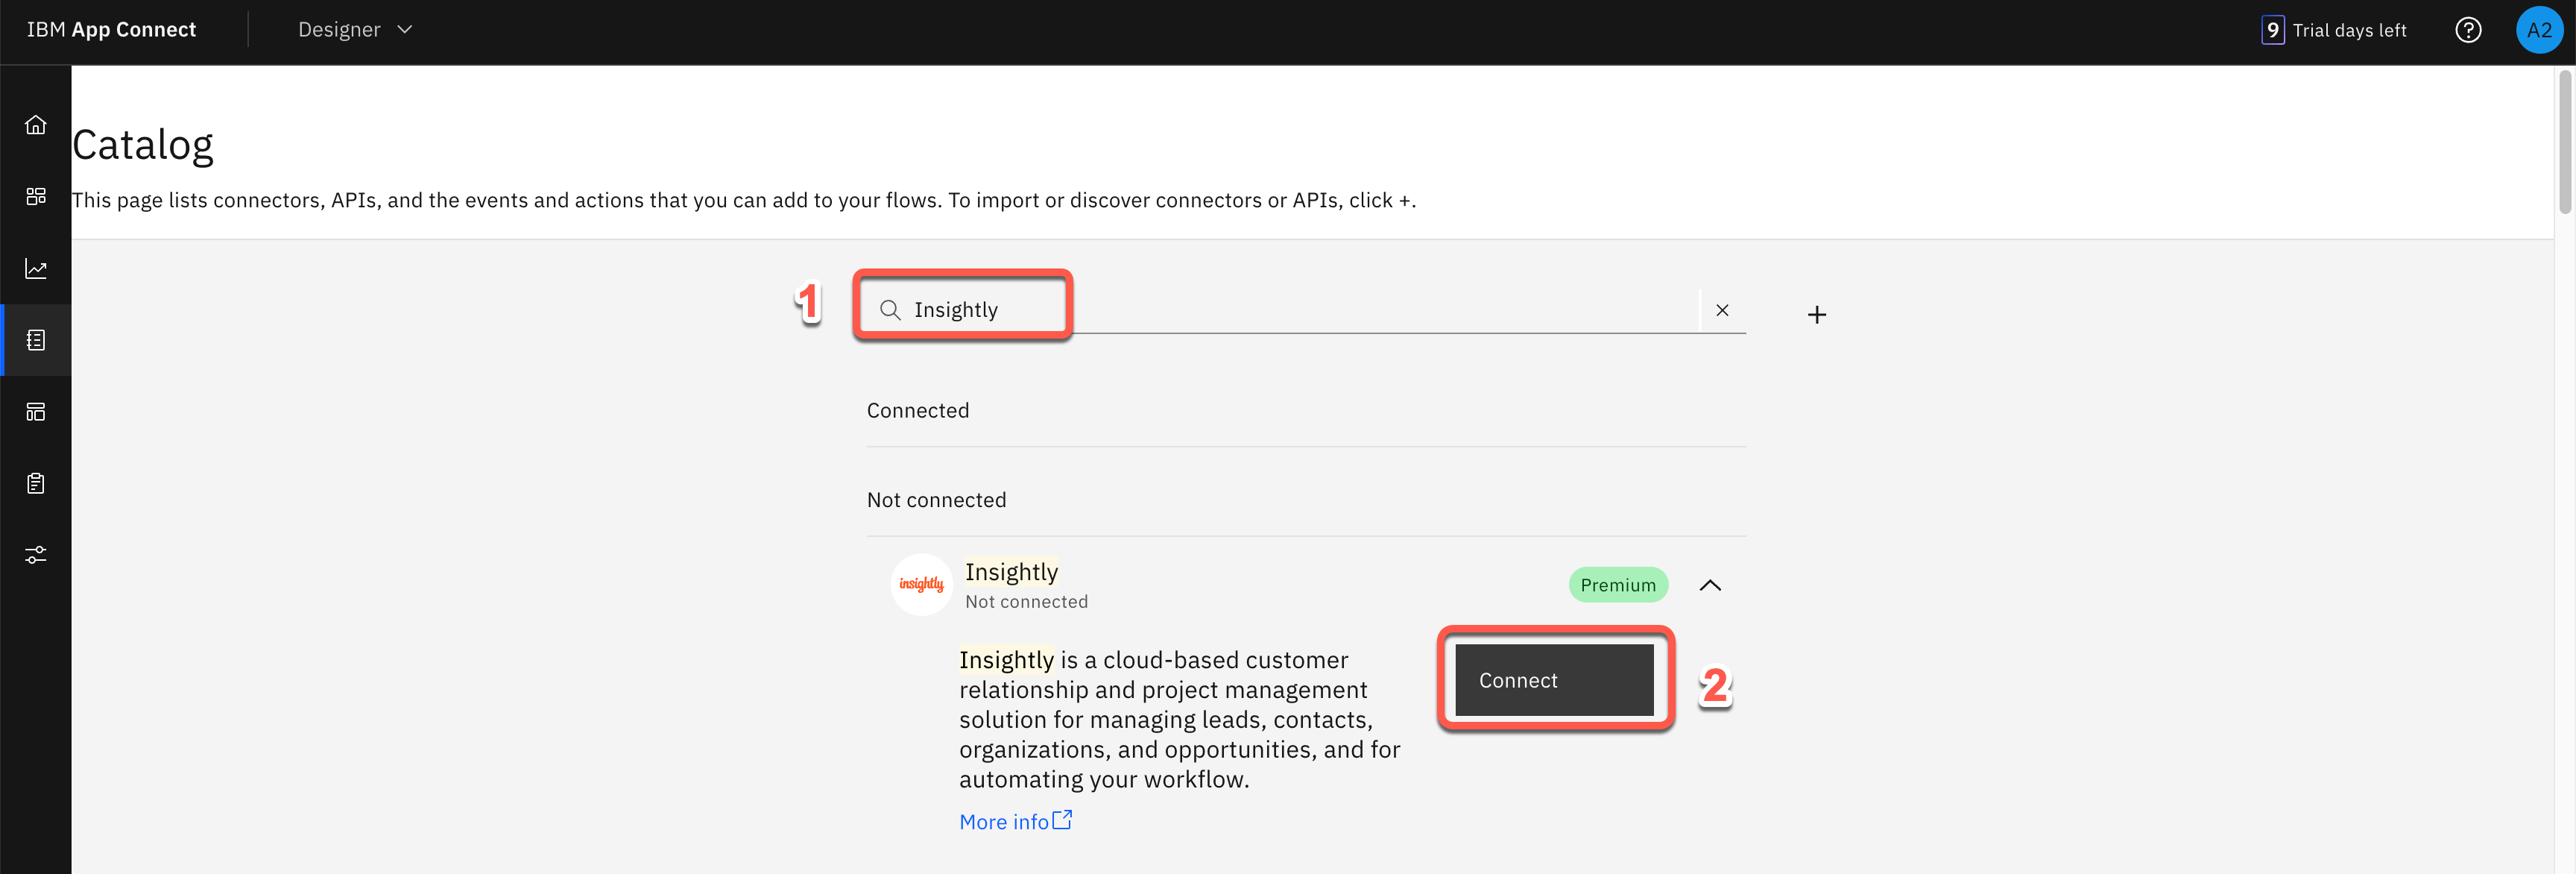 IBM App Connect
Designer
9 Trial days left
A2
Catalog
This page lists connectors, APIs, and the events and actions that you can add to your flows. To import or discover connectors or APIs, click +.
1
Insightly
Connected
Not connected
insightly
Insightly
Not connected
Premium
Insightly is a cloud-based customer
relationship and project management
solution for managing leads, contacts,
organizations, and opportunities, and for
automating your workflow.
Connect
2
More info